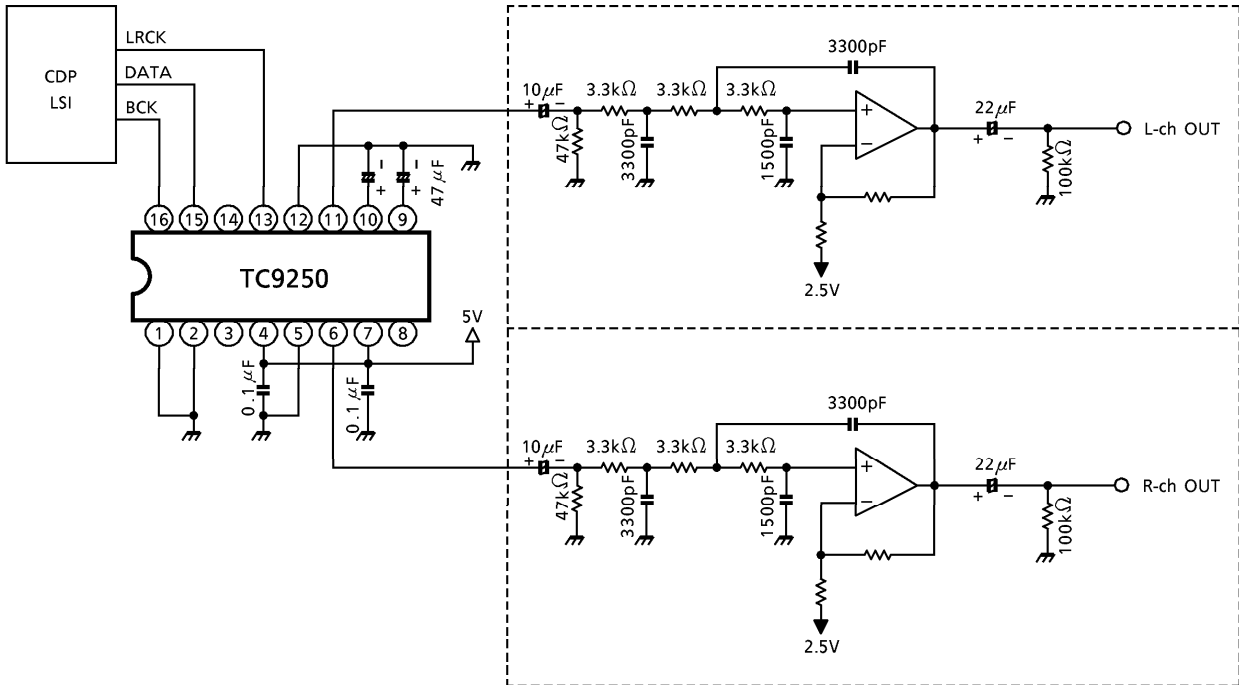 CDP
LSI
LRCK
DATA
BCK
16
15
14
13
12
11
10
9
47μF
TC9250
1
2
3
4
5
6
7
8
5V
0.1μF
0.1μF
10μF
3.3kΩ
3.3kΩ
3.3kΩ
3300pF
47kΩ
3300pF
1500pF
2.5V
22μF
100kΩ
L-ch OUT
10μF
3.3kΩ
3.3kΩ
3.3kΩ
3300pF
47kΩ
3300pF
1500pF
2.5V
22μF
100kΩ
R-ch OUT